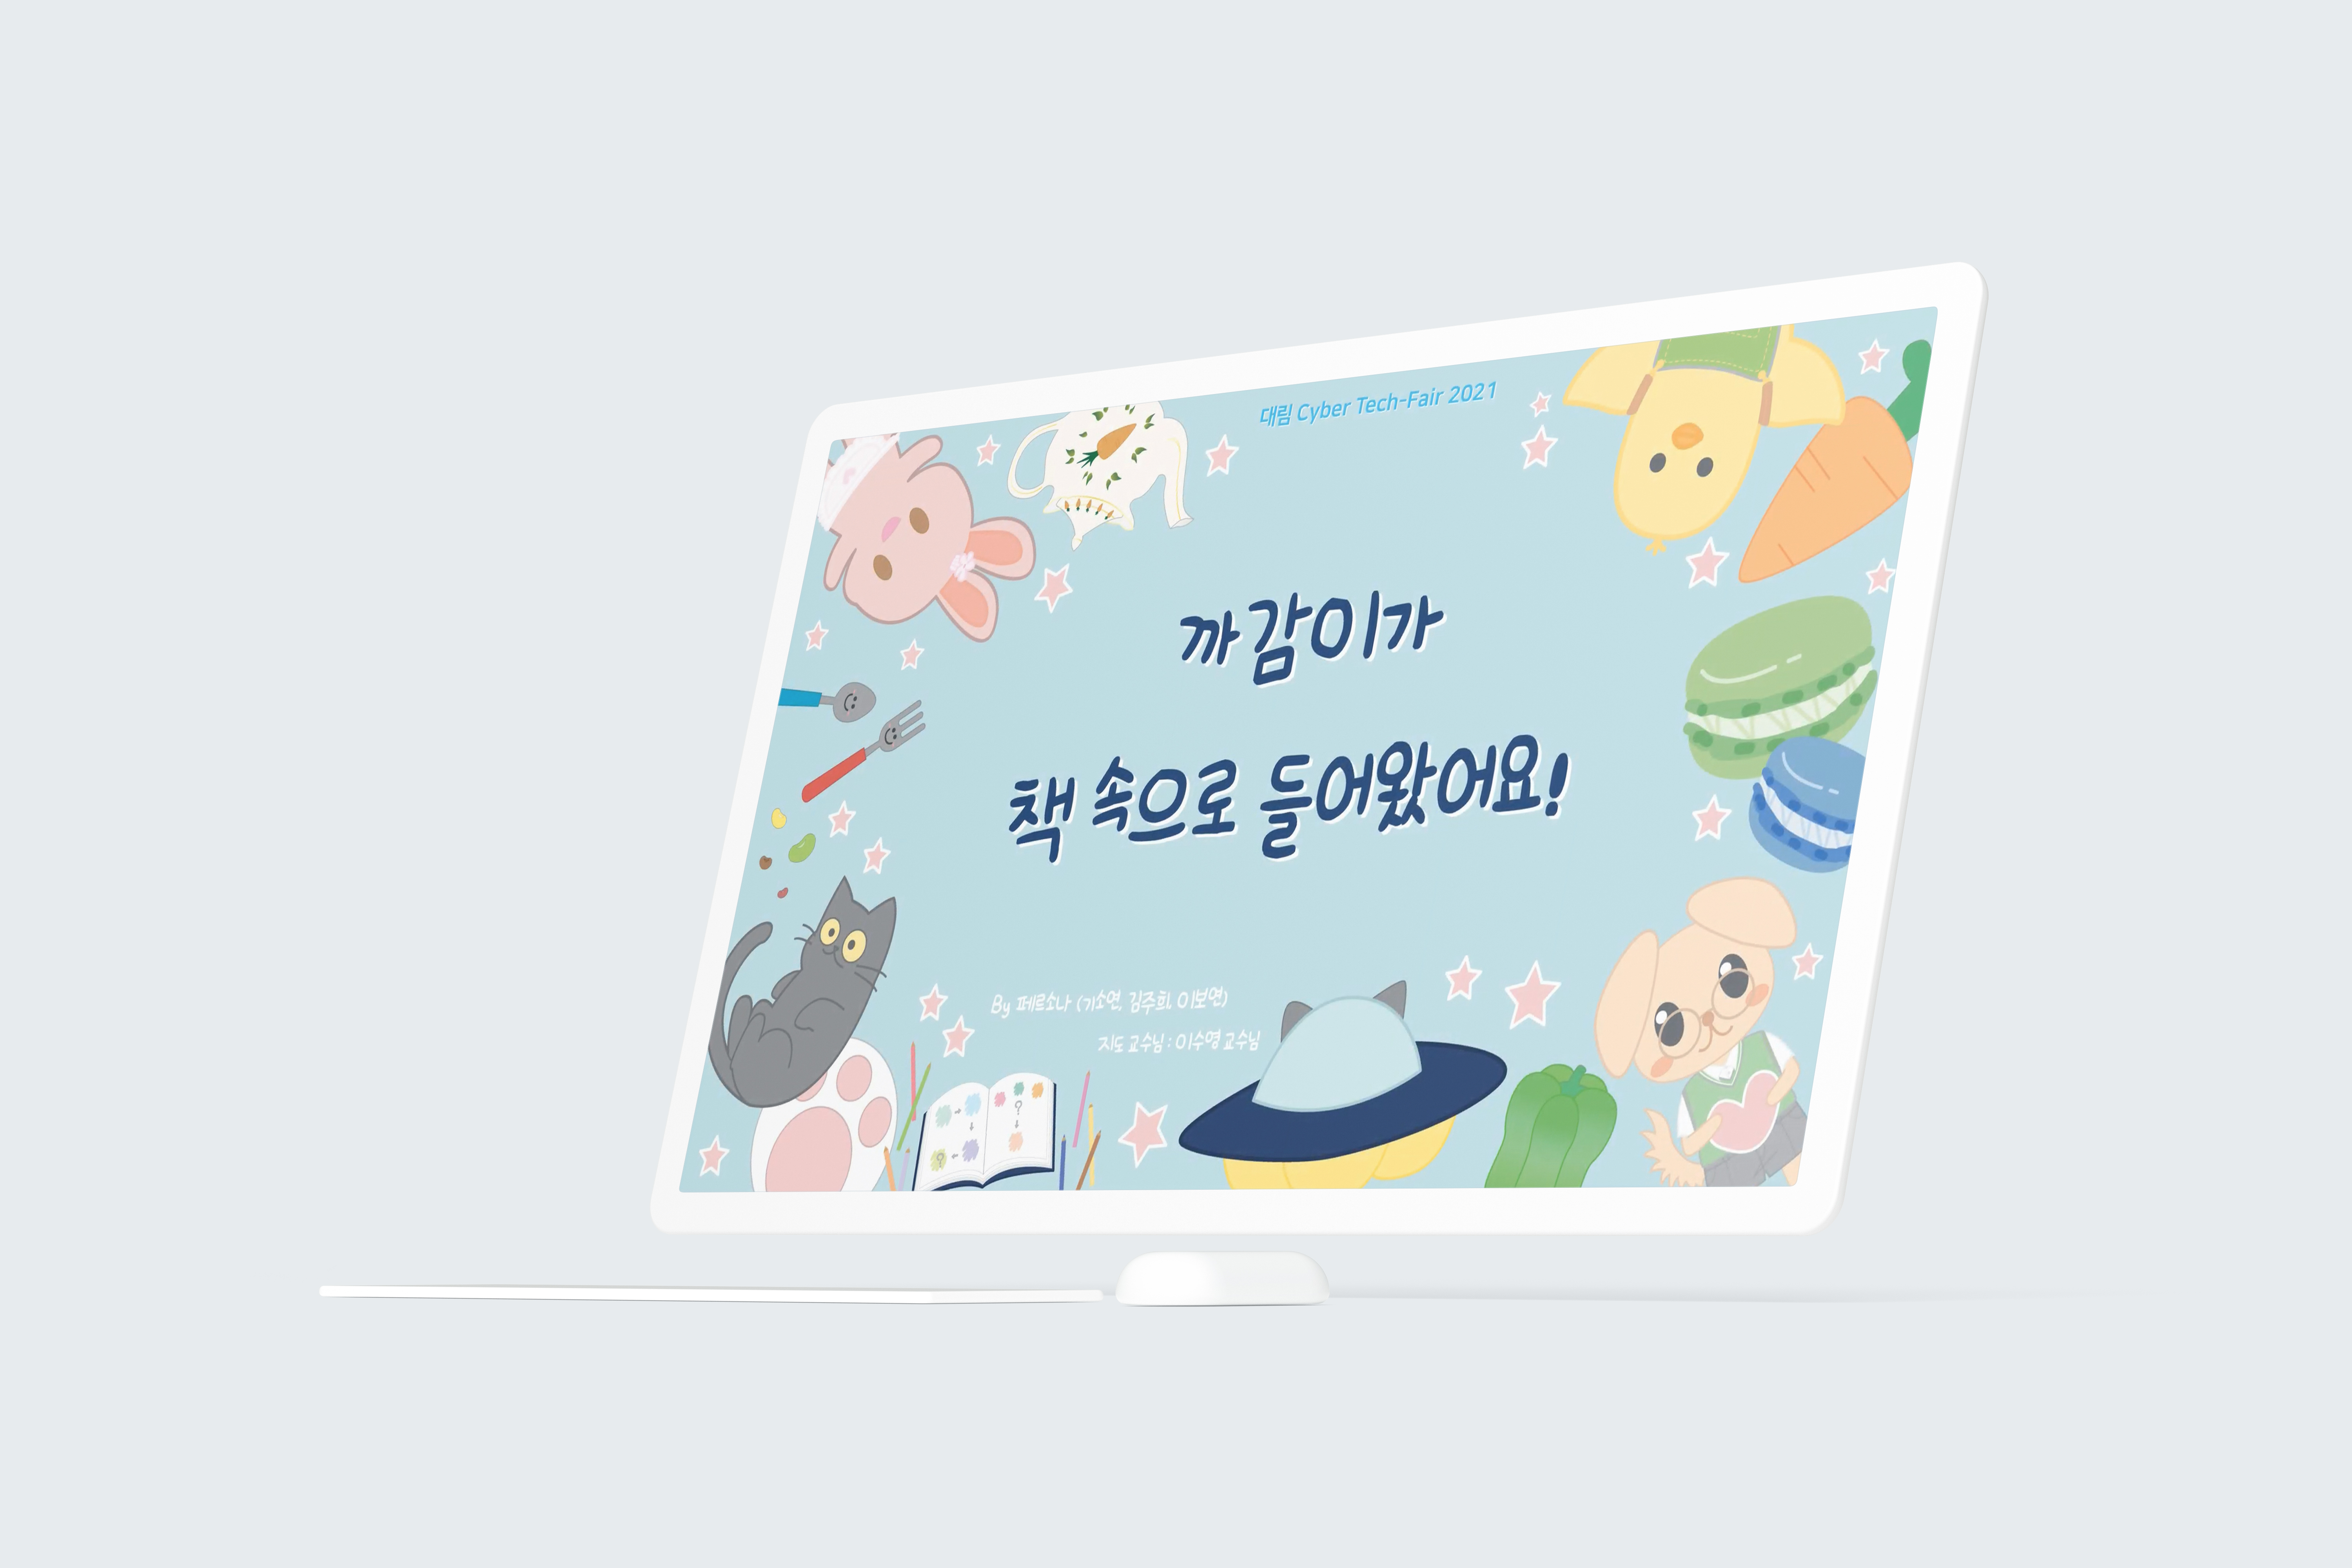 대림 Cyber Tech-Fair 2021
까감이가
책 속으로 들어왔어요!
By 페르소나 (기소연, 김주희, 이보연)
지도 교수님 : 이수영 교수님